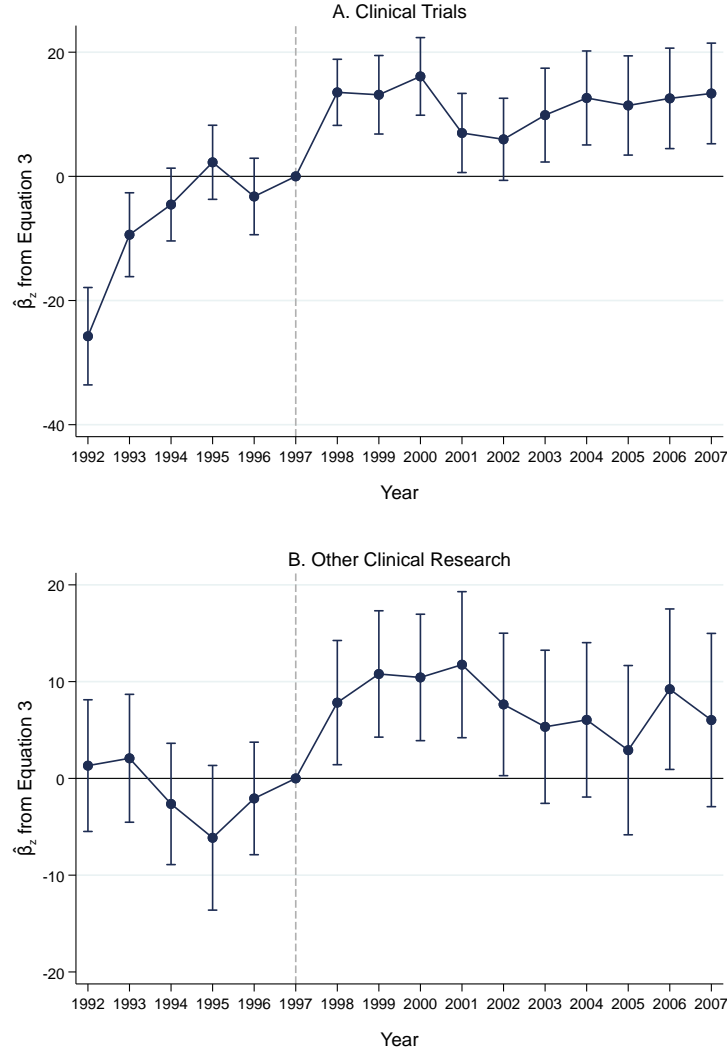 A. Clinical Trials
20
0
-20
-40
β̂z from Equation 3
1992 1993 1994 1995 1996 1997 1998 1999 2000 2001 2002 2003 2004 2005 2006 2007
Year
B. Other Clinical Research
20
10
0
-10
-20
β̂z from Equation 3
1992 1993 1994 1995 1996 1997 1998 1999 2000 2001 2002 2003 2004 2005 2006 2007
Year